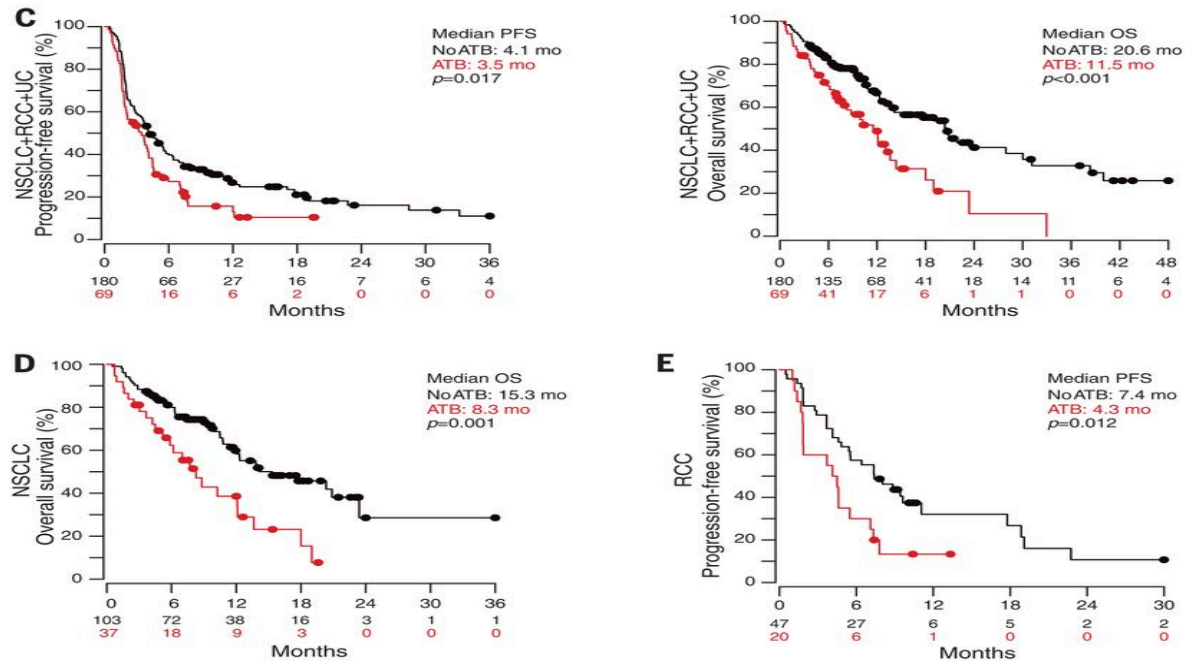 C
NSCLC+RCC+UC
Progression-free survival (%)
100
80
60
40
20
0
Median PFS
No ATB: 4.1 mo
ATB: 3.5 mo
p=0.017
0 6 12 18 24 30 36
180 66 27 16 7 6 4
69 16 6 2 0 0 0
Months
NSCLC+RCC+UC
Overall survival (%)
100
80
60
40
20
0
Median OS
No ATB: 20.6 mo
ATB: 11.5 mo
p<0.001
0 6 12 18 24 30 36 42 48
180 135 68 41 18 14 11 6 4
69 41 17 6 1 1 0 0 0
Months
D
NSCLC
Overall survival (%)
100
80
60
40
20
0
Median OS
No ATB: 15.3 mo
ATB: 8.3 mo
p=0.001
0 6 12 18 24 30 36
103 72 38 16 3 1 1
37 18 9 3 0 0 0
Months
E
RCC
Progression-free survival (%)
100
80
60
40
20
0
Median PFS
No ATB: 7.4 mo
ATB: 4.3 mo
p=0.012
0 6 12 18 24 30
47 27 6 5 2 2
20 6 1 0 0 0
Months